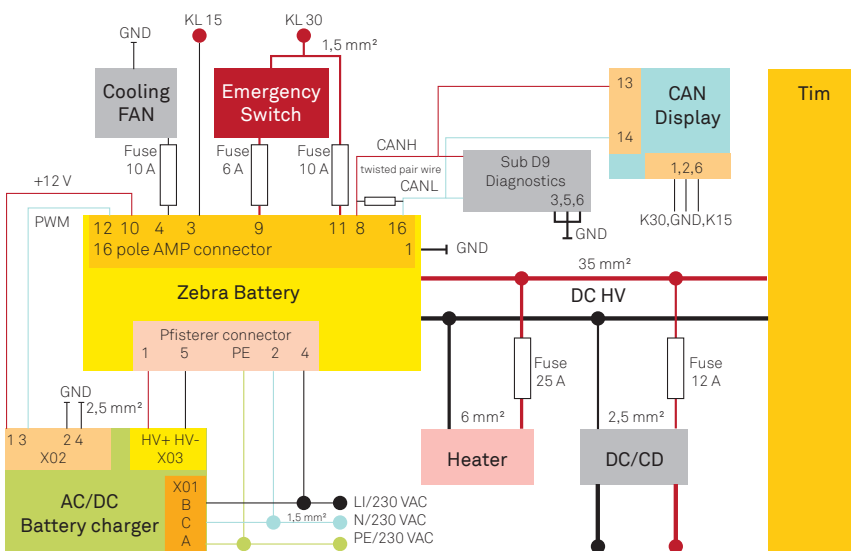 KL 15
KL 30
GND
1,5 mm²
Cooling
FAN
Emergency
Switch
13
CAN
Display
Tim
14
CANH
Fuse
10 A
Fuse
6 A
Fuse
10 A
twisted pair wire
CANL
Sub D9
Diagnostics
1,2,6
+12 V
3,5,6
K30,GND,K15
PWM
GND
12 10 4 3 9 11 8 16
16 pole AMP connector 1
GND
35 mm²
Zebra Battery
DC HV
Pfisterer connector
1 5 PE 2 4
Fuse
25 A
Fuse
12 A
GND
2,5 mm²
6 mm²
2,5 mm²
1 3 2 4
X02
HV+ HV-
X03
Heater
DC/CD
AC/DC
Battery charger
X01
B
C
A
1,5 mm²
LI/230 VAC
N/230 VAC
PE/230 VAC